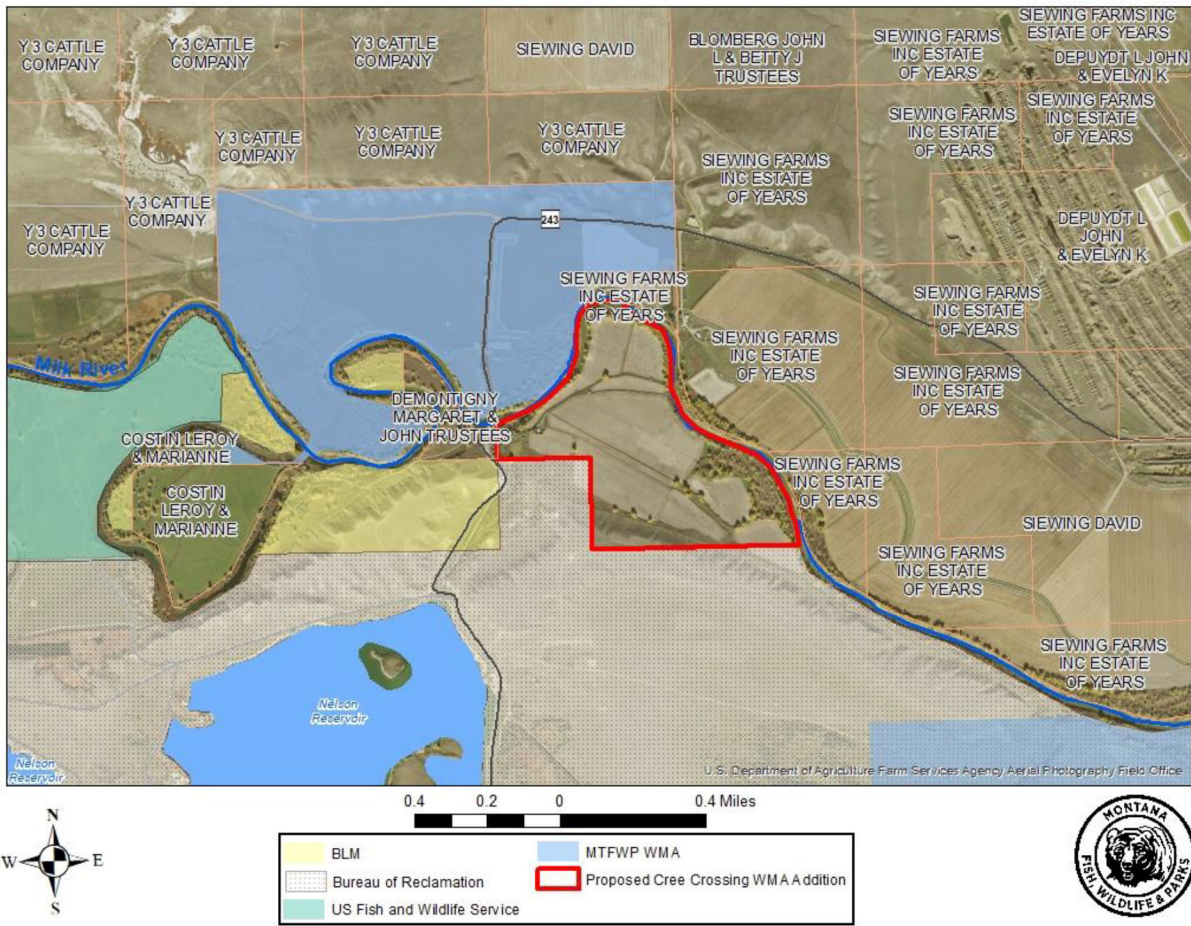 Y 3 CATTLE
COMPANY
Y 3 CATTLE
COMPANY
Y 3 CATTLE
COMPANY
SIEWING DAVID
BLOMBERG JOHN
L & BETTY J
TRUSTEES
SIEWING FARMS
INC ESTATE
OF YEARS
SIEWING FARMS INC
ESTATE OF YEARS
DEPUYDT L JOHN
& EVELYN K
Y 3 CATTLE
COMPANY
Y 3 CATTLE
COMPANY
Y 3 CATTLE
COMPANY
SIEWING FARMS
INC ESTATE
OF YEARS
SIEWING FARMS
INC ESTATE
OF YEARS
SIEWING FARMS
INC ESTATE
OF YEARS
Y 3 CATTLE
COMPANY
Y 3 CATTLE
COMPANY
243
DEPUYDT L
JOHN
& EVELYN K
SIEWING FARMS
INC ESTATE
OF YEARS
SIEWING FARMS
INC ESTATE
OF YEARS
SIEWING FARMS
INC ESTATE
OF YEARS
Milk River
SIEWING FARMS
INC ESTATE
OF YEARS
DEMONTIGNY
MARGARET &
JOHN TRUSTEES
COSTIN LEROY
& MARIANNE
COSTIN
LEROY &
MARIANNE
SIEWING FARMS
INC ESTATE
OF YEARS
SIEWING DAVID
SIEWING FARMS
INC ESTATE
OF YEARS
SIEWING FARMS
INC ESTATE
OF YEARS
Nelson
Reservoir
Nelson
Reservoir
U.S. Department of Agriculture Farm Services Agency Aerial Photography Field Office
N
W
E
S
0.4 0.2 0 0.4 Miles
BLM
Bureau of Reclamation
US Fish and Wildlife Service
MTFWP WMA
Proposed Cree Crossing WMA Addition
MONTANA
FISH, WILDLIFE & PARKS